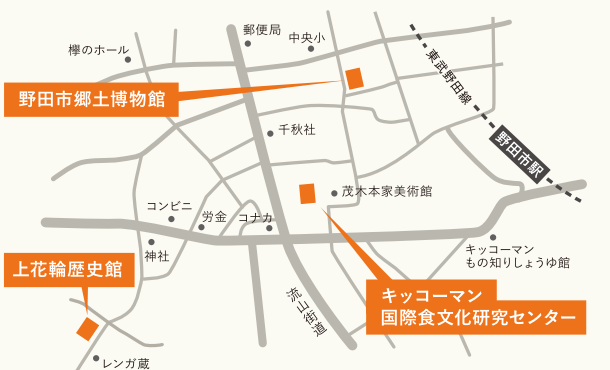 郵便局
中央小
欅のホール
東武野田線
野田市郷土博物館
千秋社
野田市駅
茂木本家美術館
コンビニ
労金
コナカ
神社
キッコーマン
もの知りしょうゆ館
上花輪歴史館
流山街道
キッコーマン
国際食文化研究センター
レンガ蔵